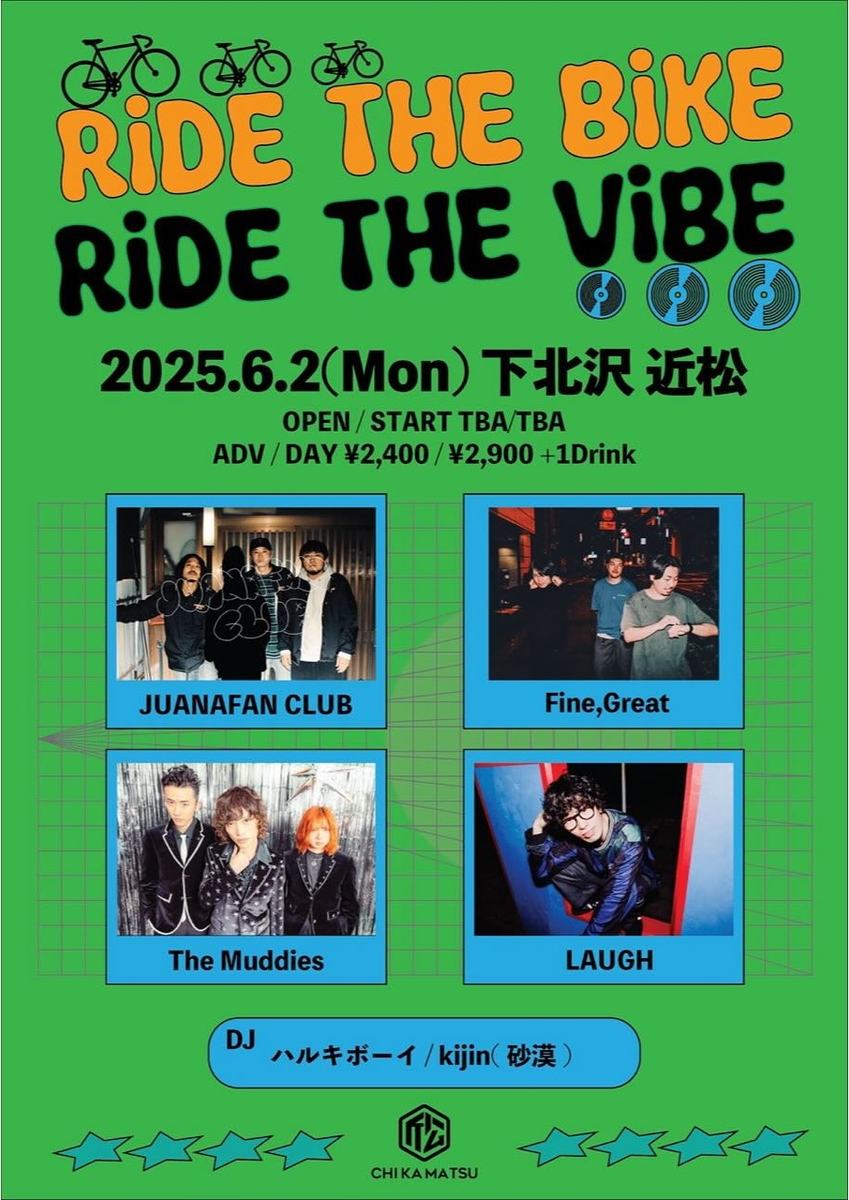 RiDE THE BiKE
RiDE THE ViBE
2025.6.2(Mon) 下北沢 近松
OPEN / START TBA/TBA
ADV / DAY ¥2,400 / ¥2,900 +1Drink
JUANAFAN CLUB
JUANAFAN CLUB
Fine,Great
The Muddies
LAUGH
DJ
ハルキボーイ / kijin( 砂漠 )
CHIKAMATSU